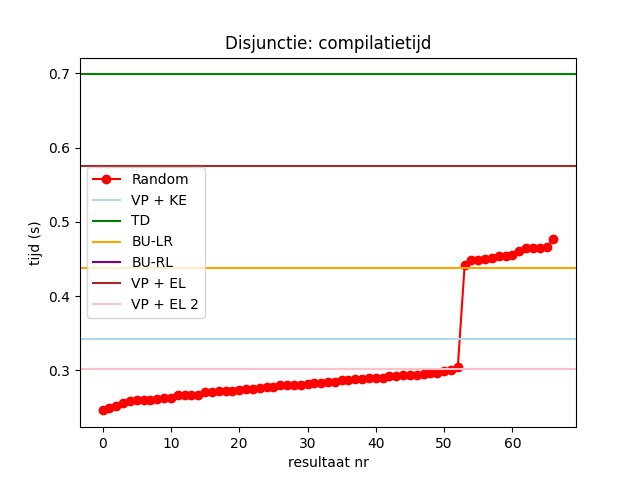 Disjunctie: compilatietijd
0.7
0.6
0.5
0.4
0.3
tijd (s)
Random
VP + KE
TD
BU-LR
BU-RL
VP + EL
VP + EL 2
0 10 20 30 40 50 60
resultaat nr